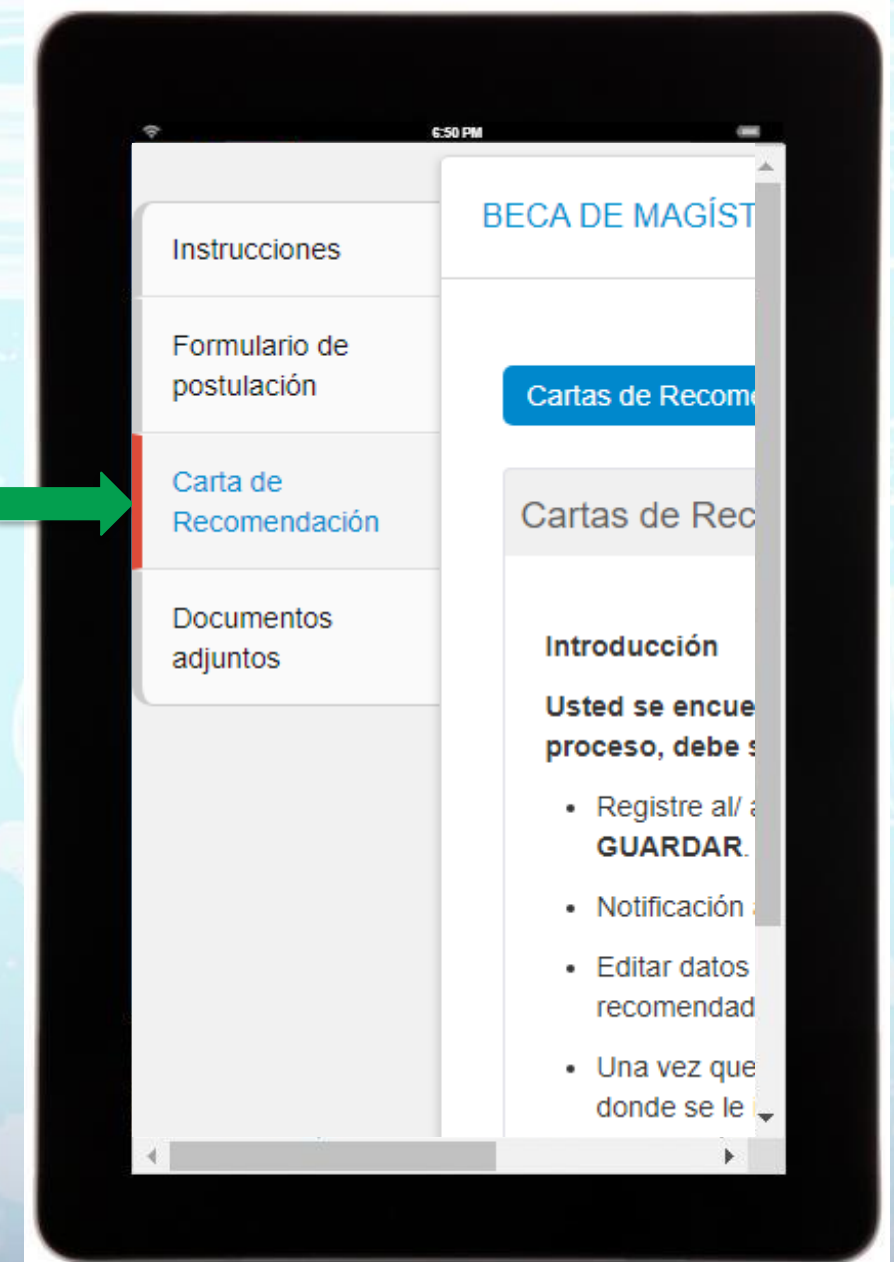 6:50 PM
Instrucciones
Formulario de
postulación
Carta de
Recomendación
Documentos
adjuntos
BECA DE MAGÍST
Cartas de Recome
Cartas de Rec
Introducción
Usted se encue
proceso, debe s
• Registre al/ a
GUARDAR.
• Notificación a
• Editar datos
recomendad
• Una vez que
donde se le